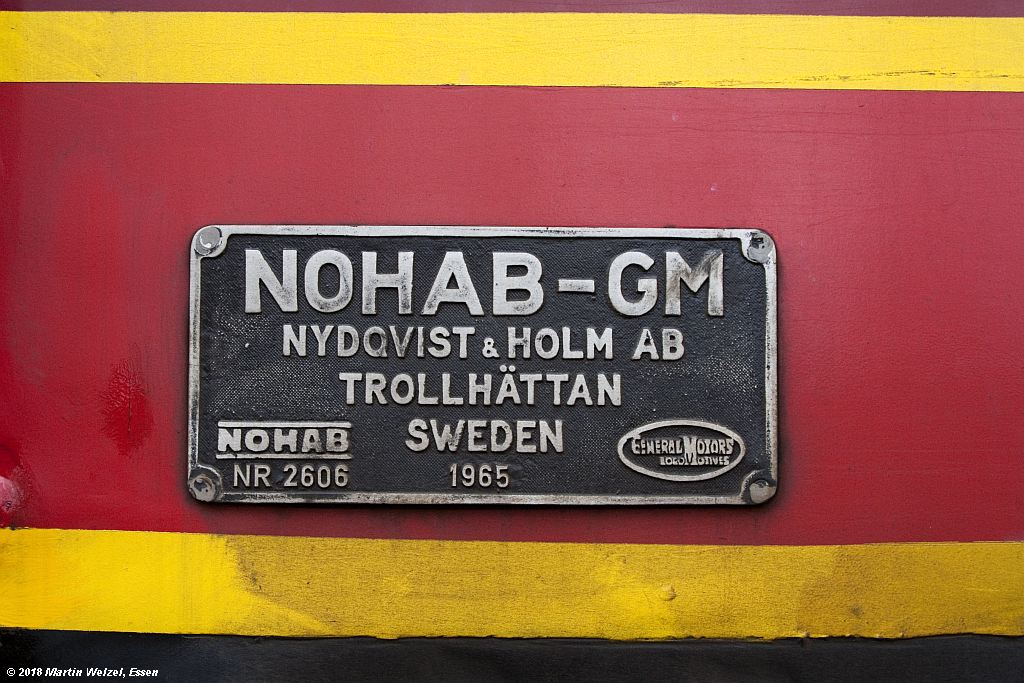 NOHAB-GM
NYDQVIST & HOLM AB
TROLLHÄTTAN
SWEDEN
NOHAB
NR 2606
1965
GENERAL MOTORS
LOCOMOTIVES
© 2018 Martin Welzel, Essen